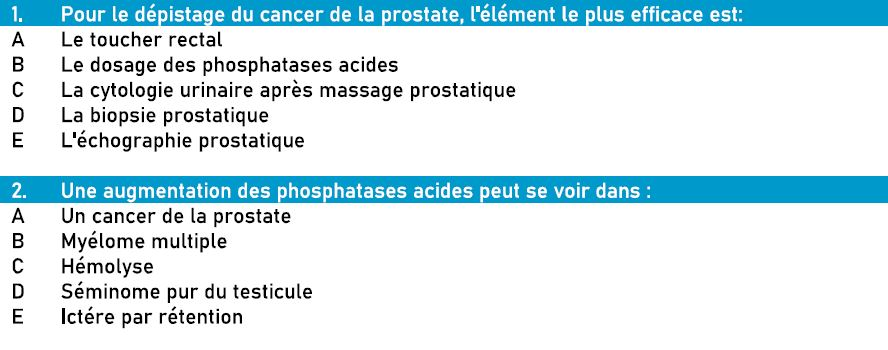 1. Pour le dépistage du cancer de la prostate, l'élément le plus efficace est:
A Le toucher rectal
B Le dosage des phosphatases acides
C La cytologie urinaire après massage prostatique
D La biopsie prostatique
E L'échographie prostatique
2. Une augmentation des phosphatases acides peut se voir dans :
A Un cancer de la prostate
B Myélome multiple
C Hémolyse
D Séminome pur du testicule
E Ictére par rétention